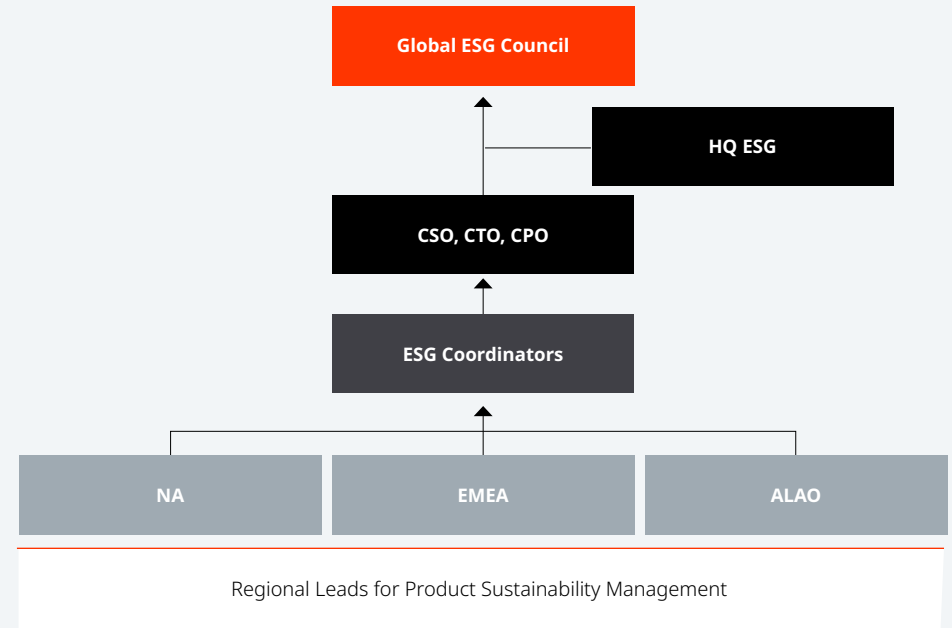 Global ESG Council
HQ ESG
CSO, CTO, CPO
ESG Coordinators
NA
EMEA
ALAO
Regional Leads for Product Sustainability Management